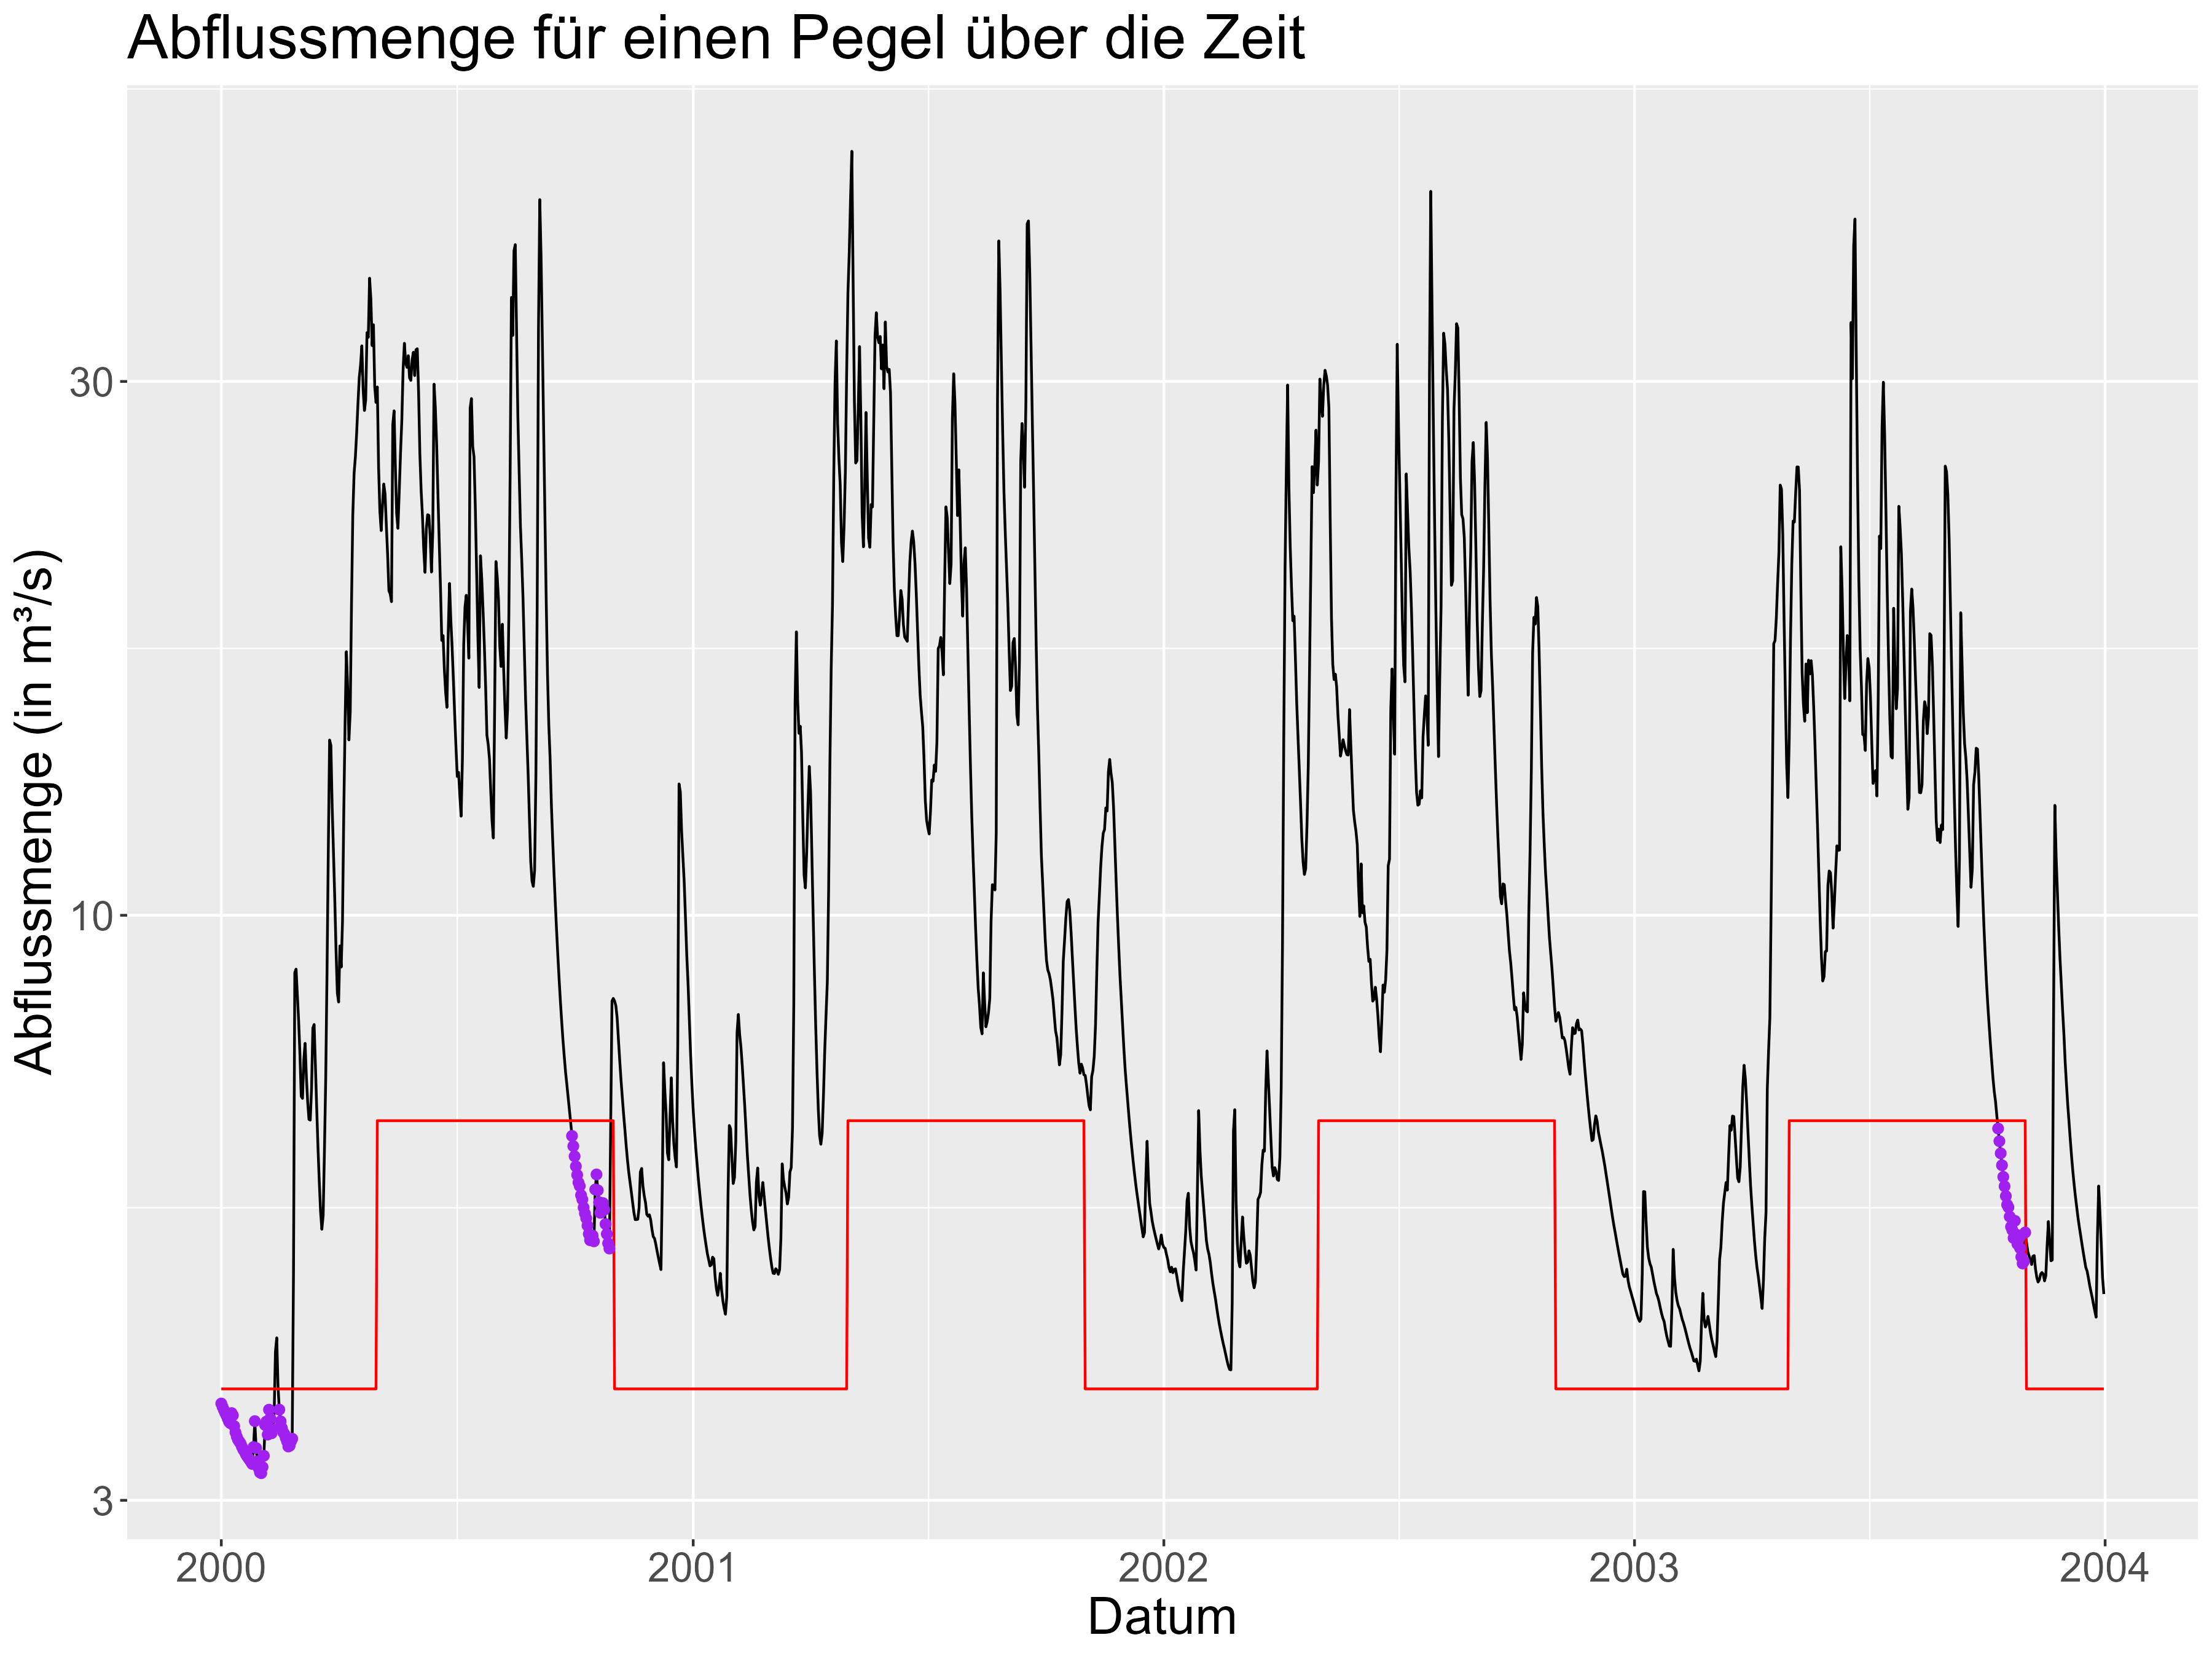 Abflussmenge für einen Pegel über die Zeit
Abflussmenge (in m³/s)
30
10
3
2000 2001 2002 2003 2004
Datum